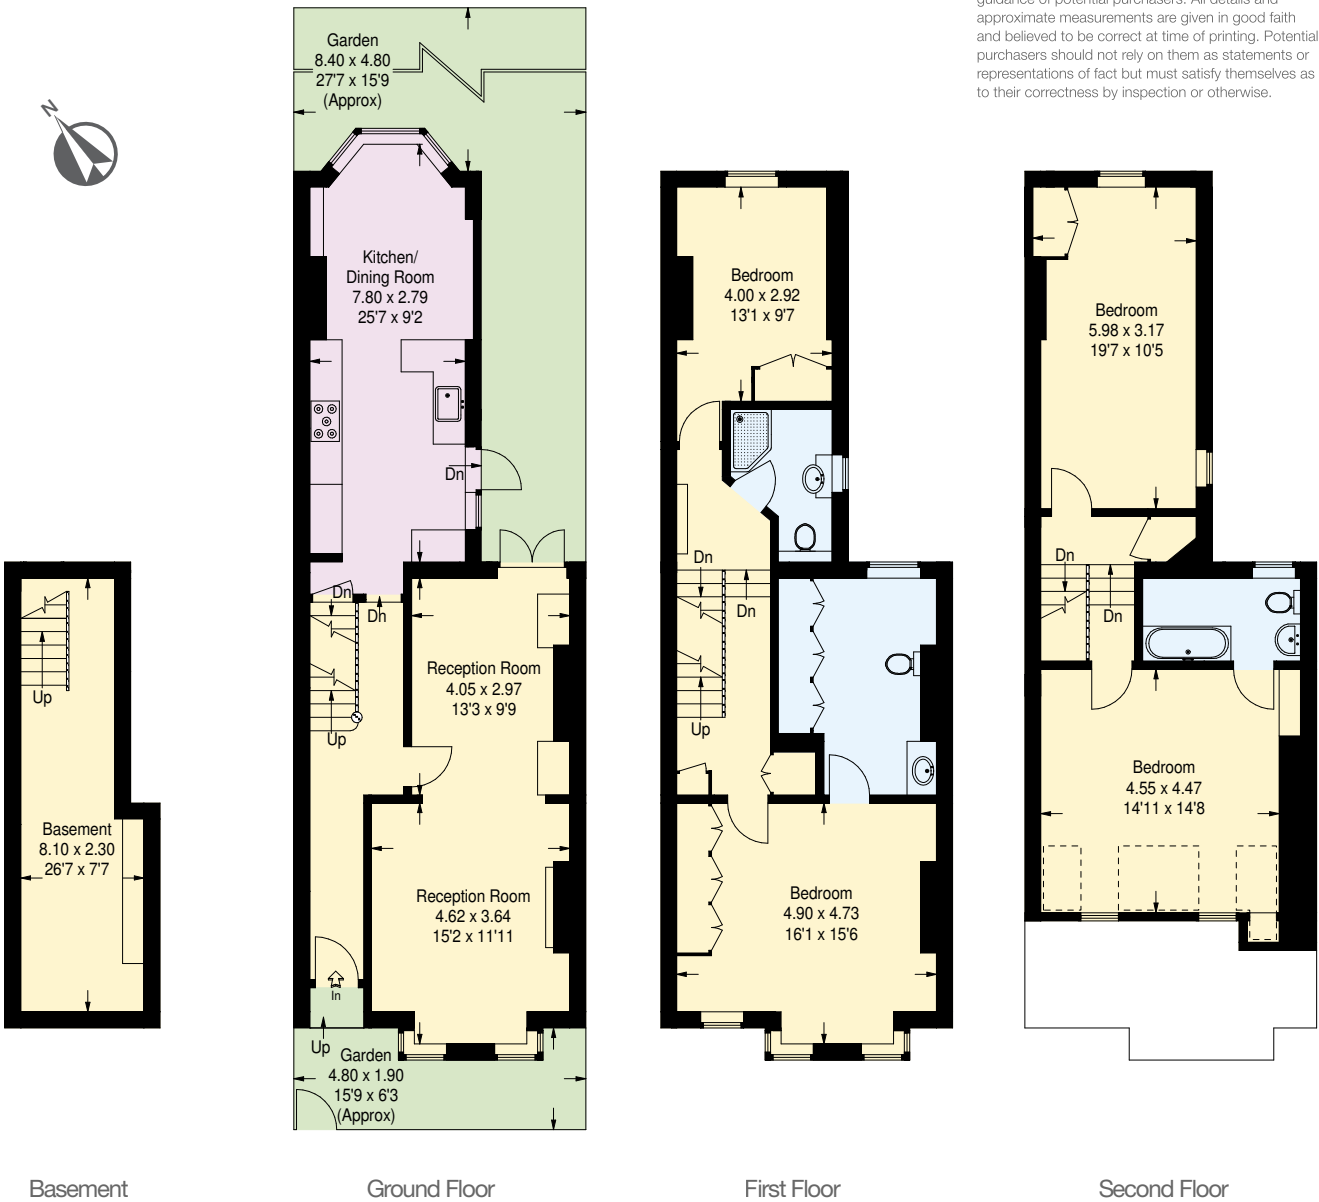 guidance of potential purchasers. All details and
approximate measurements are given in good faith
and believed to be correct at time of printing. Potential
purchasers should not rely on them as statements or
representations of fact but must satisfy themselves as
to their correctness by inspection or otherwise.
N
Garden
8.40 x 4.80
27'7 x 15'9
(Approx)
Kitchen/
Dining Room
7.80 x 2.79
25'7 x 9'2
Dn
Dn
Dn
Reception Room
4.05 x 2.97
13'3 x 9'9
Up
Reception Room
4.62 x 3.64
15'2 x 11'11
In
Up
Garden
4.80 x 1.90
15'9 x 6'3
(Approx)
Up
Basement
8.10 x 2.30
26'7 x 7'7
Bedroom
4.00 x 2.92
13'1 x 9'7
Dn
Dn
Up
Bedroom
4.90 x 4.73
16'1 x 15'6
Bedroom
5.98 x 3.17
19'7 x 10'5
Dn
Dn
Bedroom
4.55 x 4.47
14'11 x 14'8
Basement
Ground Floor
First Floor
Second Floor